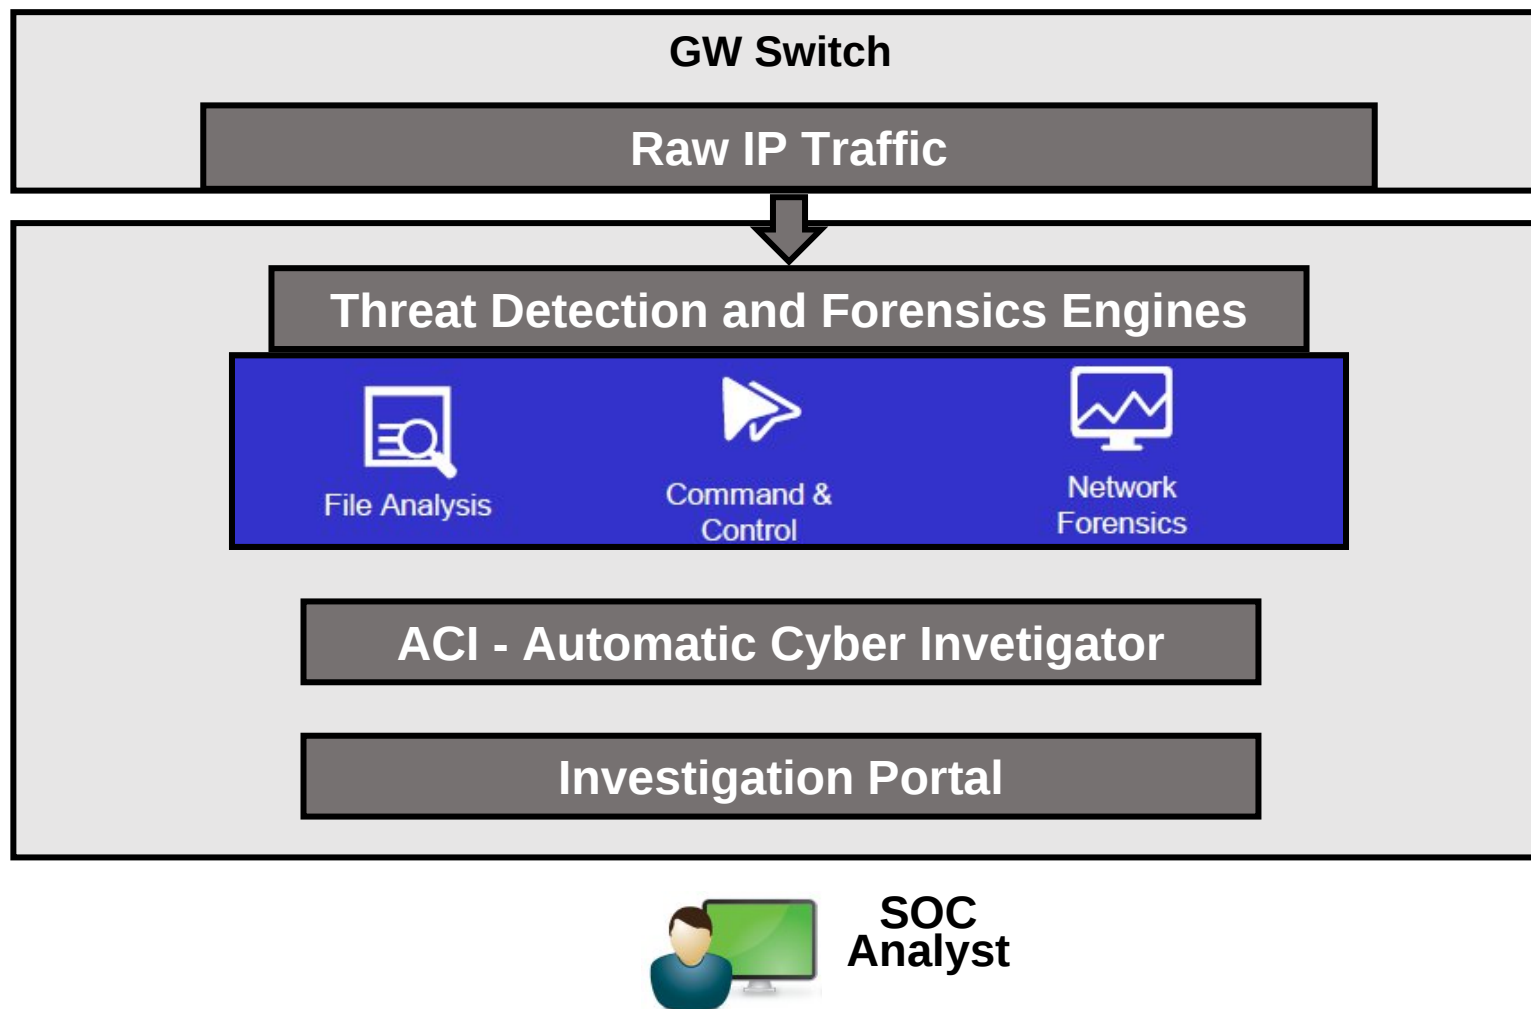 GW Switch
Raw IP Traffic
Threat Detection and Forensics Engines
File Analysis
Command &
Control
Network
Forensics
ACI - Automatic Cyber Invetigator
Investigation Portal
SOC
Analyst